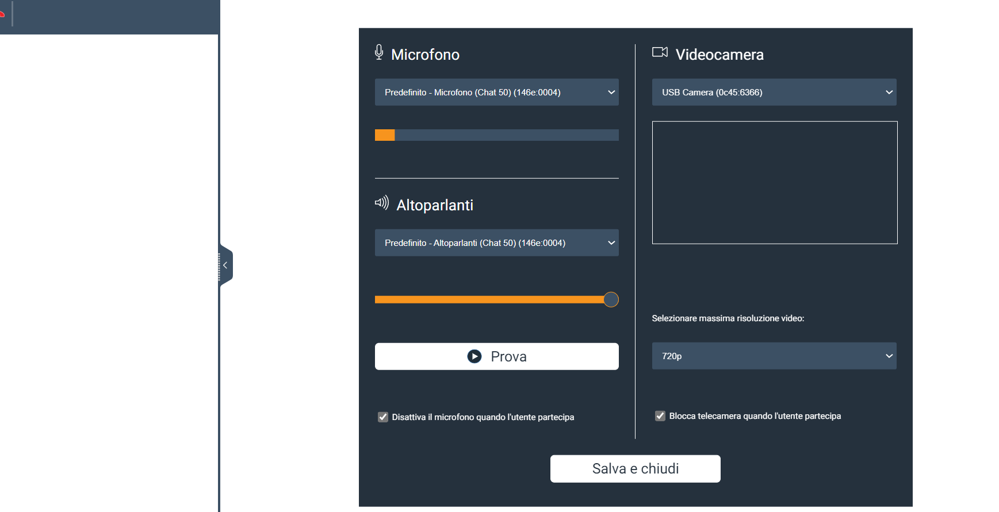 Microfono
Predefinito - Microfono (Chat 50) (146e:0004)
Altoparlanti
Predefinito - Altoparlanti (Chat 50) (146e:0004)
Prova
Disattiva il microfono quando l'utente partecipa
Videocamera
USB Camera (0c45:6366)
Selezionare massima risoluzione video:
720p
Blocca telecamera quando l'utente partecipa
Salva e chiudi